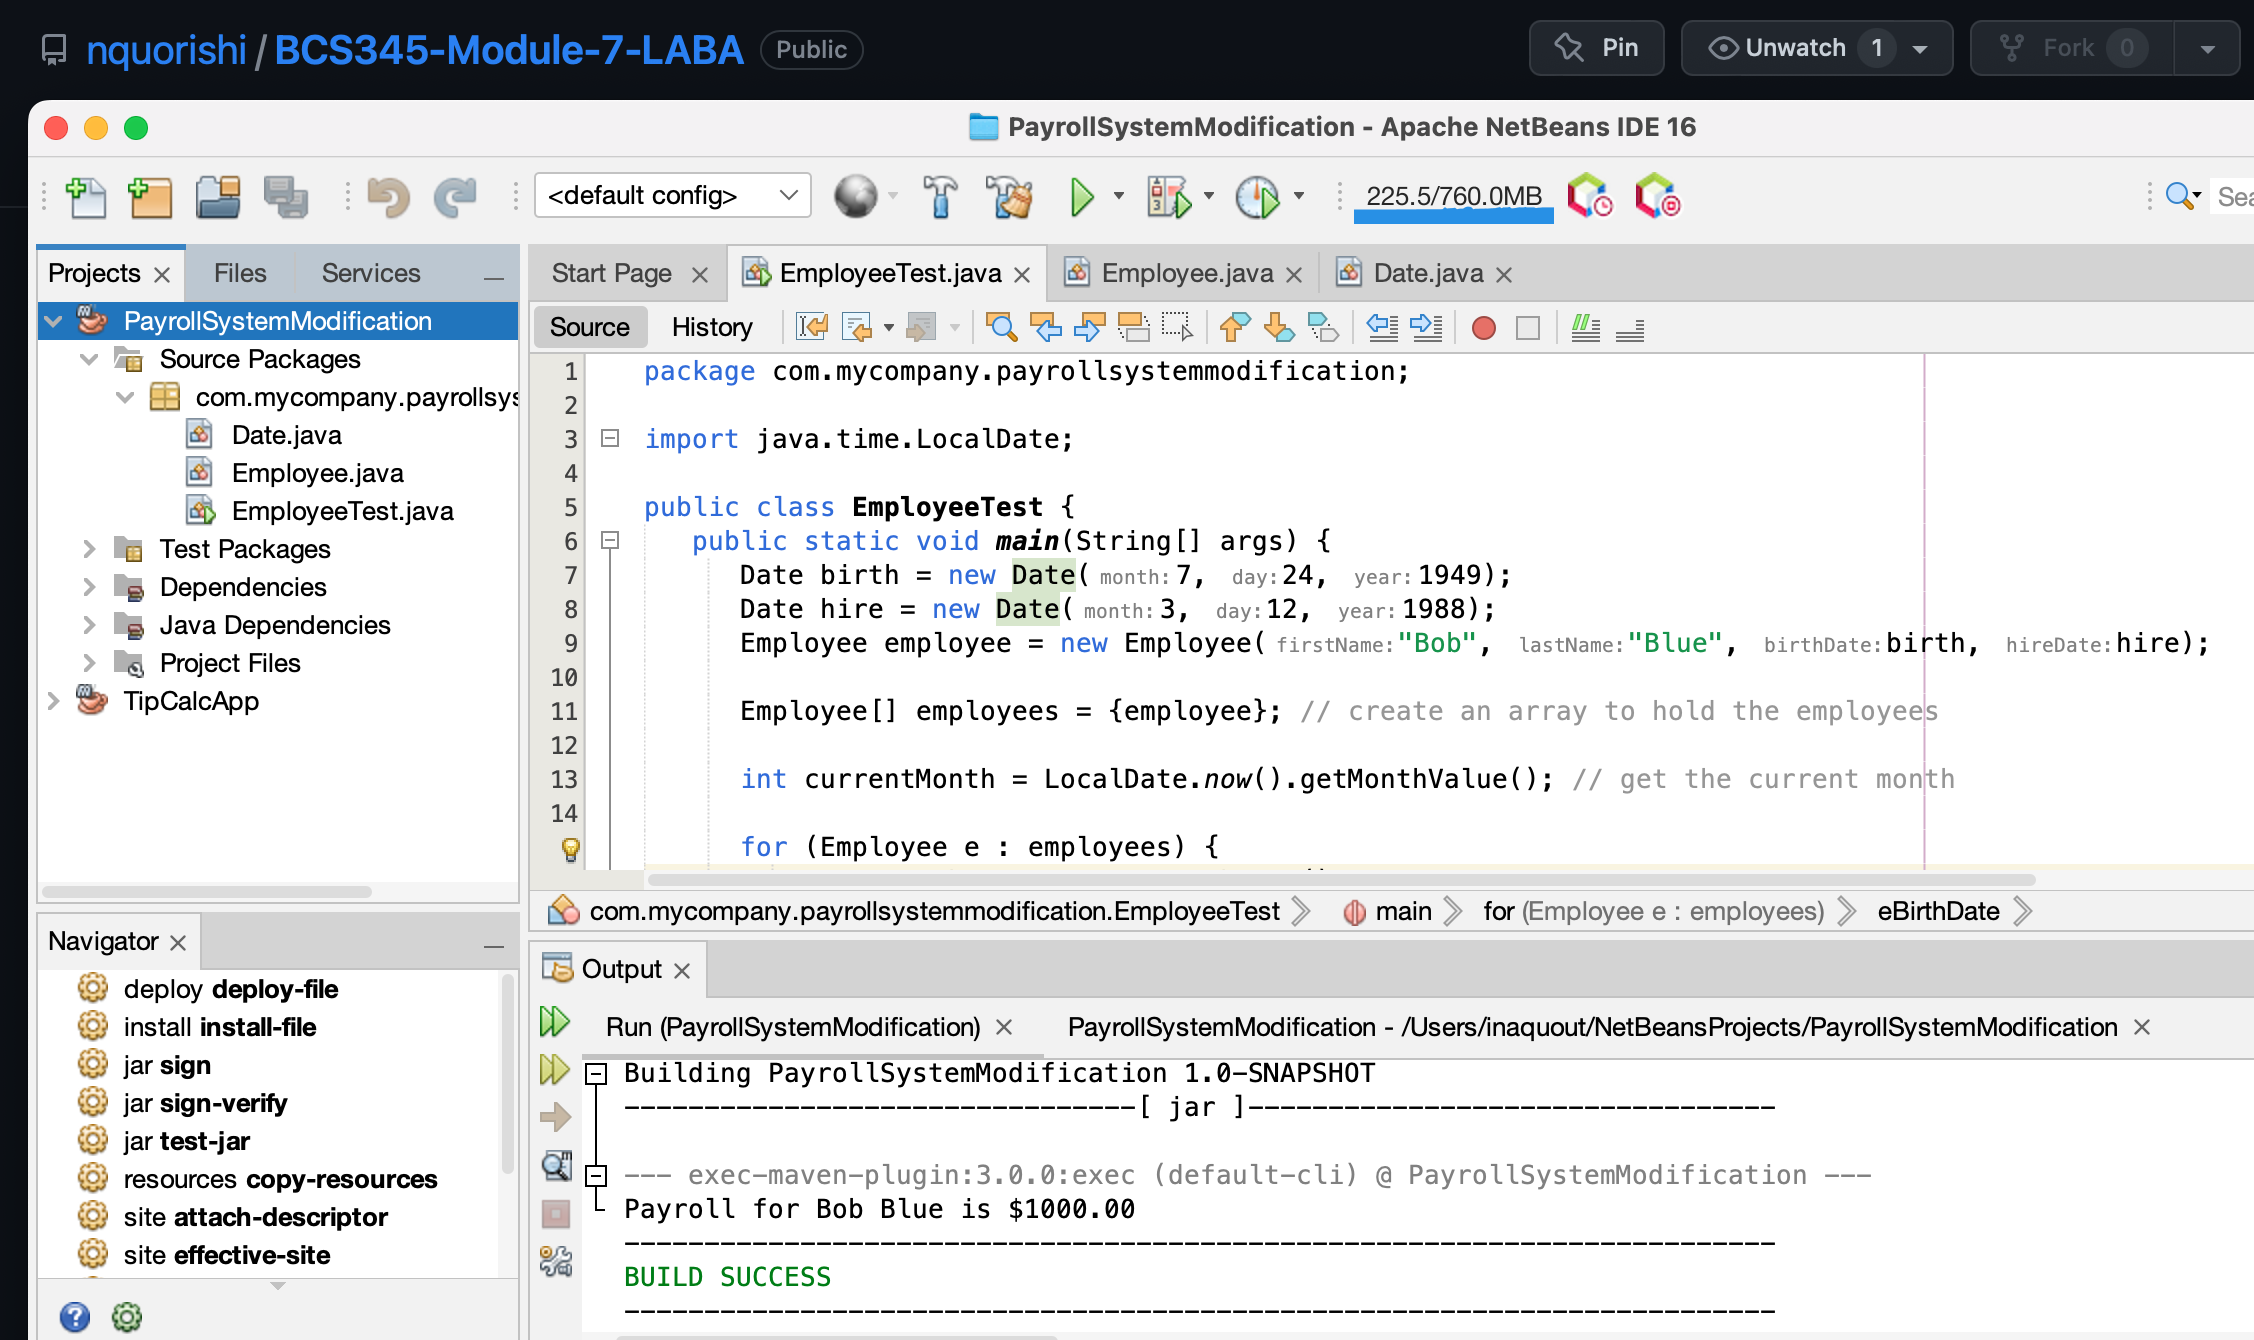 nquorishi / BCS345-Module-7-LABA Public Pin Unwatch 1 Fork 0
PayrollSystemModification - Apache NetBeans IDE 16
<default config> 225.5/760.0MB
Projects Files Services
PayrollSystemModification
Source Packages
com.mycompany.payrollsys
Date.java
Employee.java
EmployeeTest.java
Test Packages
Dependencies
Java Dependencies
Project Files
TipCalcApp
Start Page EmployeeTest.java Employee.java Date.java
Source History
1 package com.mycompany.payrollsystemmodification;
2
3 import java.time.LocalDate;
4
5 public class EmployeeTest {
6 public static void main(String[] args) {
7 Date birth = new Date( month: 7, day: 24, year: 1949);
8 Date hire = new Date( month: 3, day: 12, year: 1988);
9 Employee employee = new Employee( firstName: "Bob", lastName: "Blue", birthDate: birth, hireDate: hire);
10
11 Employee[] employees = {employee}; // create an array to hold the employees
12
13 int currentMonth = LocalDate.now().getMonthValue(); // get the current month
14
for (Employee e : employees) {
com.mycompany.payrollsystemmodification.EmployeeTest main for (Employee e : employees) eBirthDate
Navigator
deploy deploy-file
install install-file
jar sign
jar sign-verify
jar test-jar
resources copy-resources
site attach-descriptor
site effective-site
Output
Run (PayrollSystemModification) PayrollSystemModification - /Users/inaquout/NetBeansProjects/PayrollSystemModification
Building PayrollSystemModification 1.0-SNAPSHOT
--------------------------------[ jar ]---------------------------------
--- exec-maven-plugin:3.0.0:exec (default-cli) @ PayrollSystemModification ---
Payroll for Bob Blue is $1000.00
------------------------------------------------------------------------
BUILD SUCCESS
------------------------------------------------------------------------